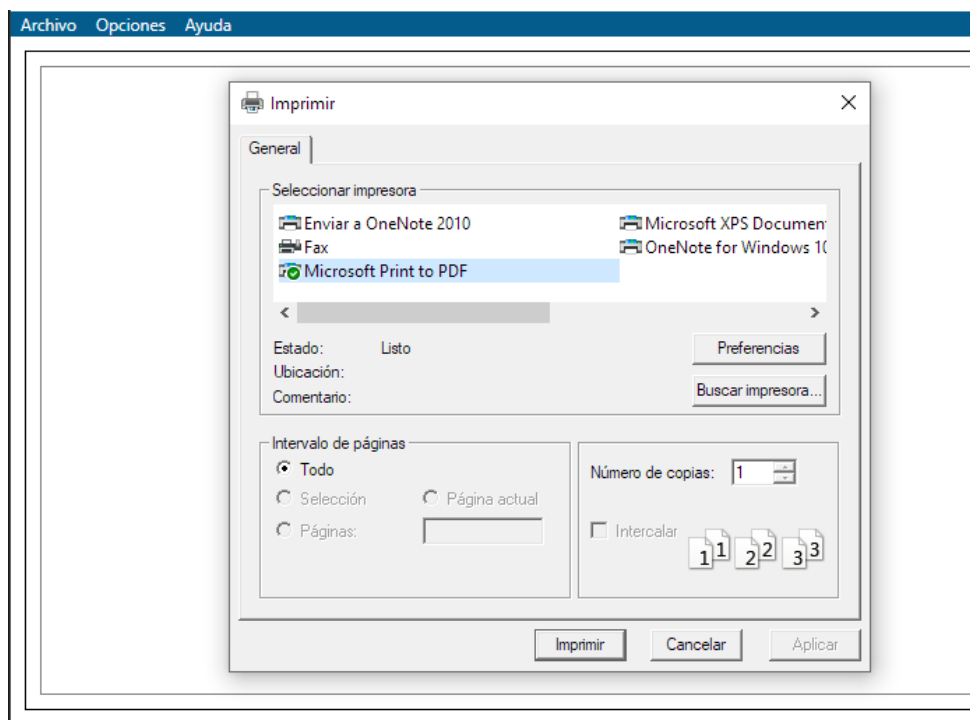 Archivo Opciones Ayuda
Imprimir
General
Seleccionar impresora
Enviar a OneNote 2010 Microsoft XPS Documen
Fax OneNote for Windows 10
Microsoft Print to PDF
Estado: Listo Preferencias
Ubicación:
Comentario: Buscar impresora...
Intervalo de páginas
Todo
Número de copias: 1
Selección Página actual
Páginas:
Intercalar
1 1 2 2 3 3
Imprimir Cancelar Aplicar